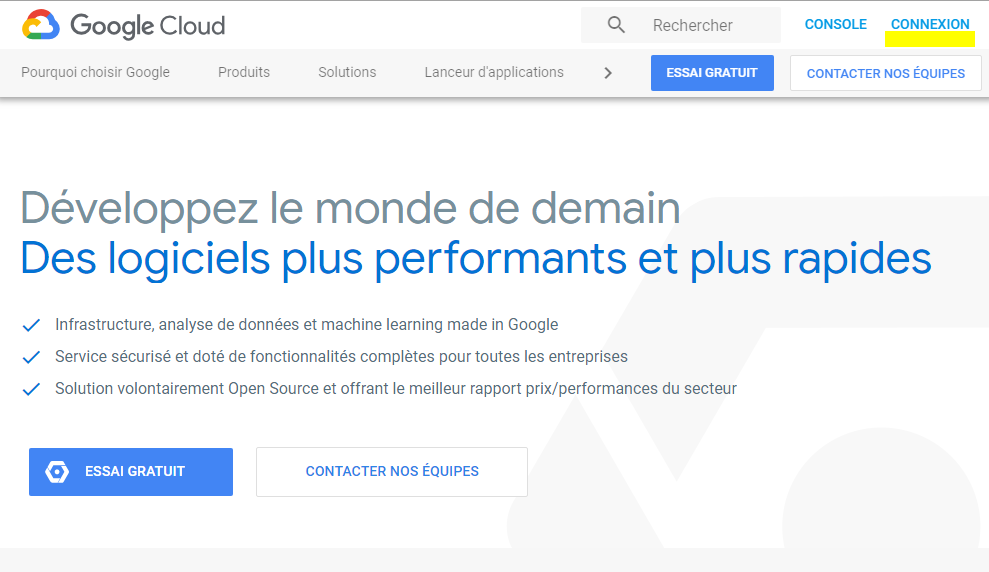 Google Cloud
Rechercher
CONSOLE
CONNEXION
Pourquoi choisir Google
Produits
Solutions
Lanceur d'applications
ESSAI GRATUIT
CONTACTER NOS ÉQUIPES
Développez le monde de demain
Des logiciels plus performants et plus rapides
Infrastructure, analyse de données et machine learning made in Google
Service sécurisé et doté de fonctionnalités complètes pour toutes les entreprises
Solution volontairement Open Source et offrant le meilleur rapport prix/performances du secteur
ESSAI GRATUIT
CONTACTER NOS ÉQUIPES